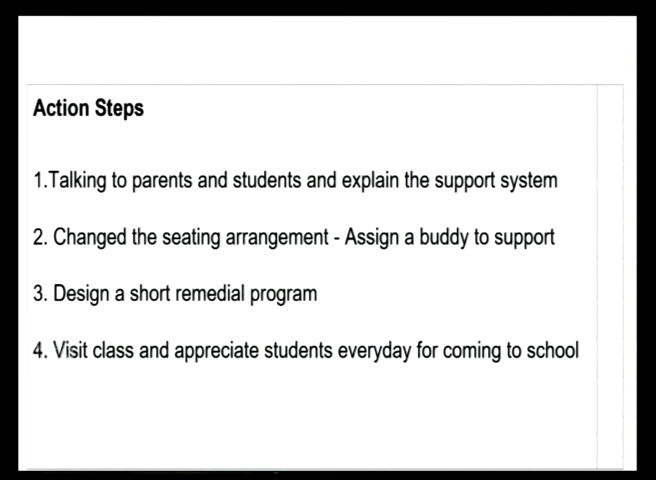 Action Steps
1.Talking to parents and students and explain the support system
2. Changed the seating arrangement - Assign a buddy to support
3. Design a short remedial program
4. Visit class and appreciate students everyday for coming to school